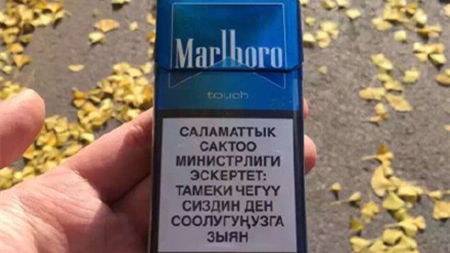 Marlboro
touch
САЛАМАТТЫК
САКТОО
МИНИСТРЛИГИ
ЭСКЕРТЕТ:
ТАМЕКИ ЧЕГҮҮ
СИЗДИН ДЕН
СООЛУГУҢУЗГА
ЗЫЯН